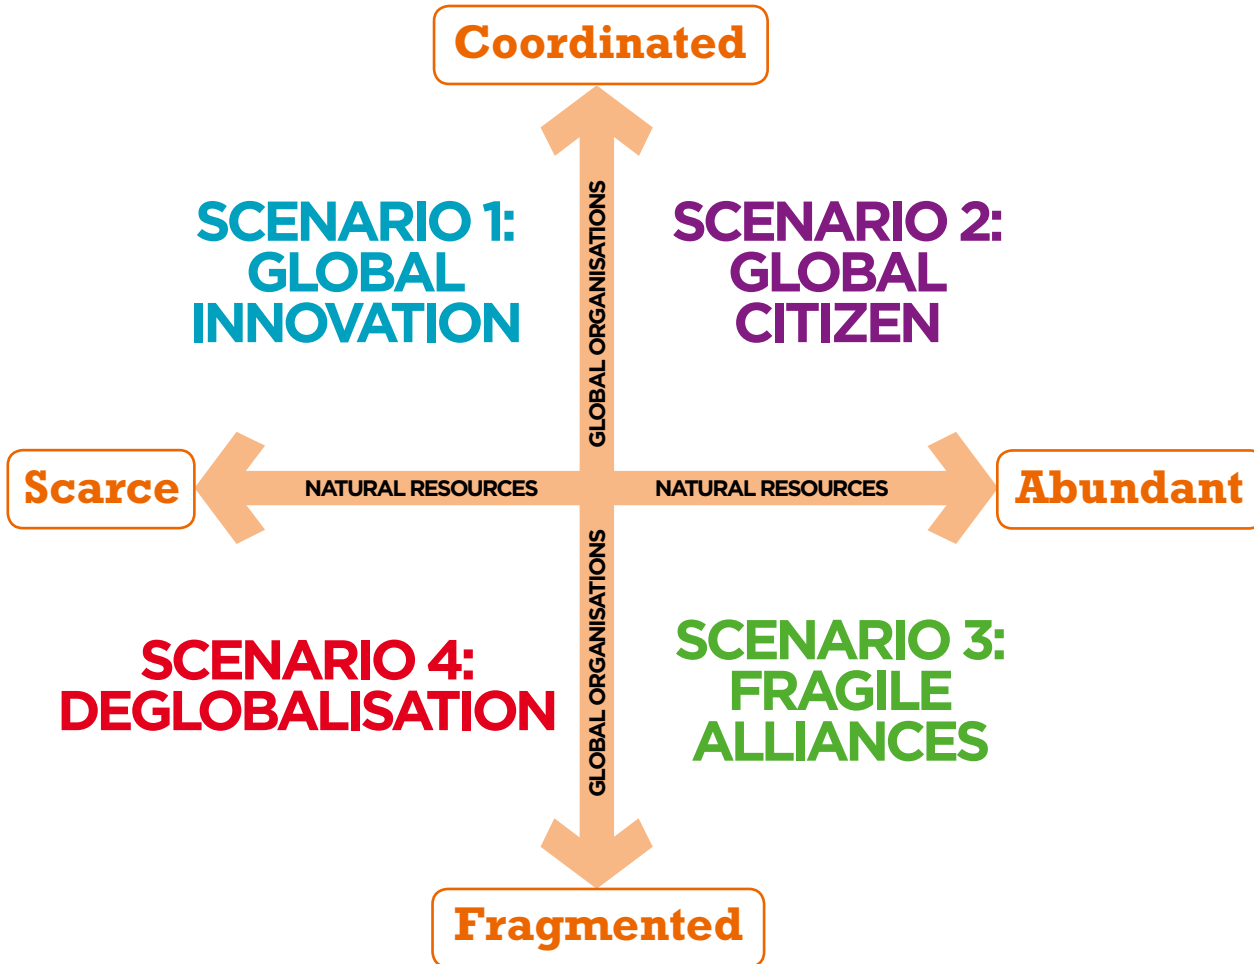 Coordinated
GLOBAL ORGANISATIONS
SCENARIO 1:
GLOBAL
INNOVATION
SCENARIO 2:
GLOBAL
CITIZEN
Scarce
NATURAL RESOURCES
NATURAL RESOURCES
Abundant
GLOBAL ORGANISATIONS
SCENARIO 4:
DEGLOBALISATION
SCENARIO 3:
FRAGILE
ALLIANCES
Fragmented